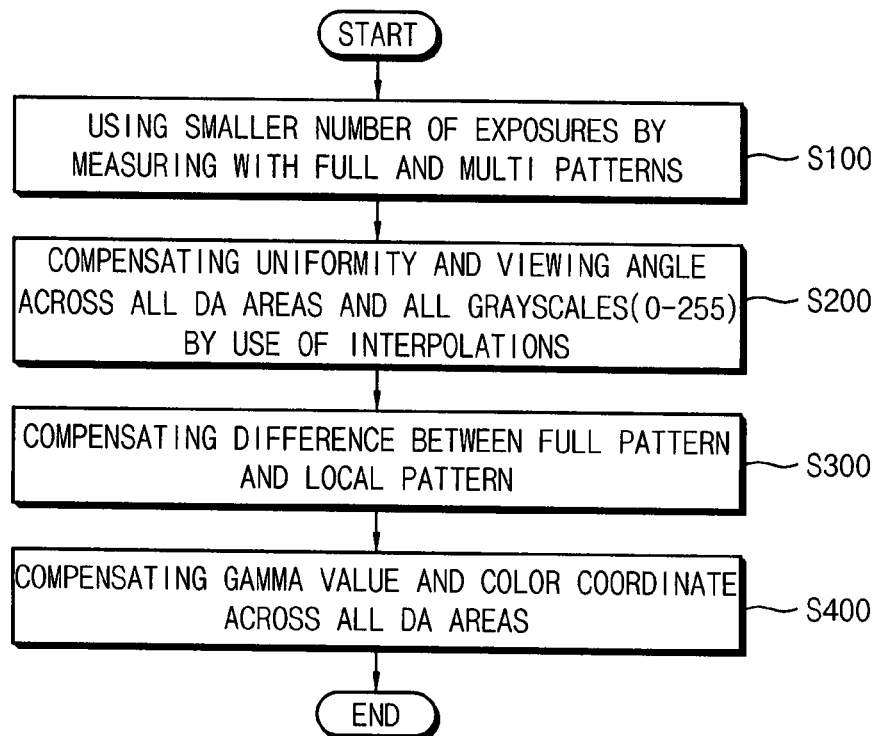 START
USING SMALLER NUMBER OF EXPOSURES BY
MEASURING WITH FULL AND MULTI PATTERNS
S100
COMPENSATING UNIFORMITY AND VIEWING ANGLE
ACROSS ALL DA AREAS AND ALL GRAYSCALES(0-255)
BY USE OF INTERPOLATIONS
S200
COMPENSATING DIFFERENCE BETWEEN FULL PATTERN
AND LOCAL PATTERN
S300
COMPENSATING GAMMA VALUE AND COLOR COORDINATE
ACROSS ALL DA AREAS
S400
END